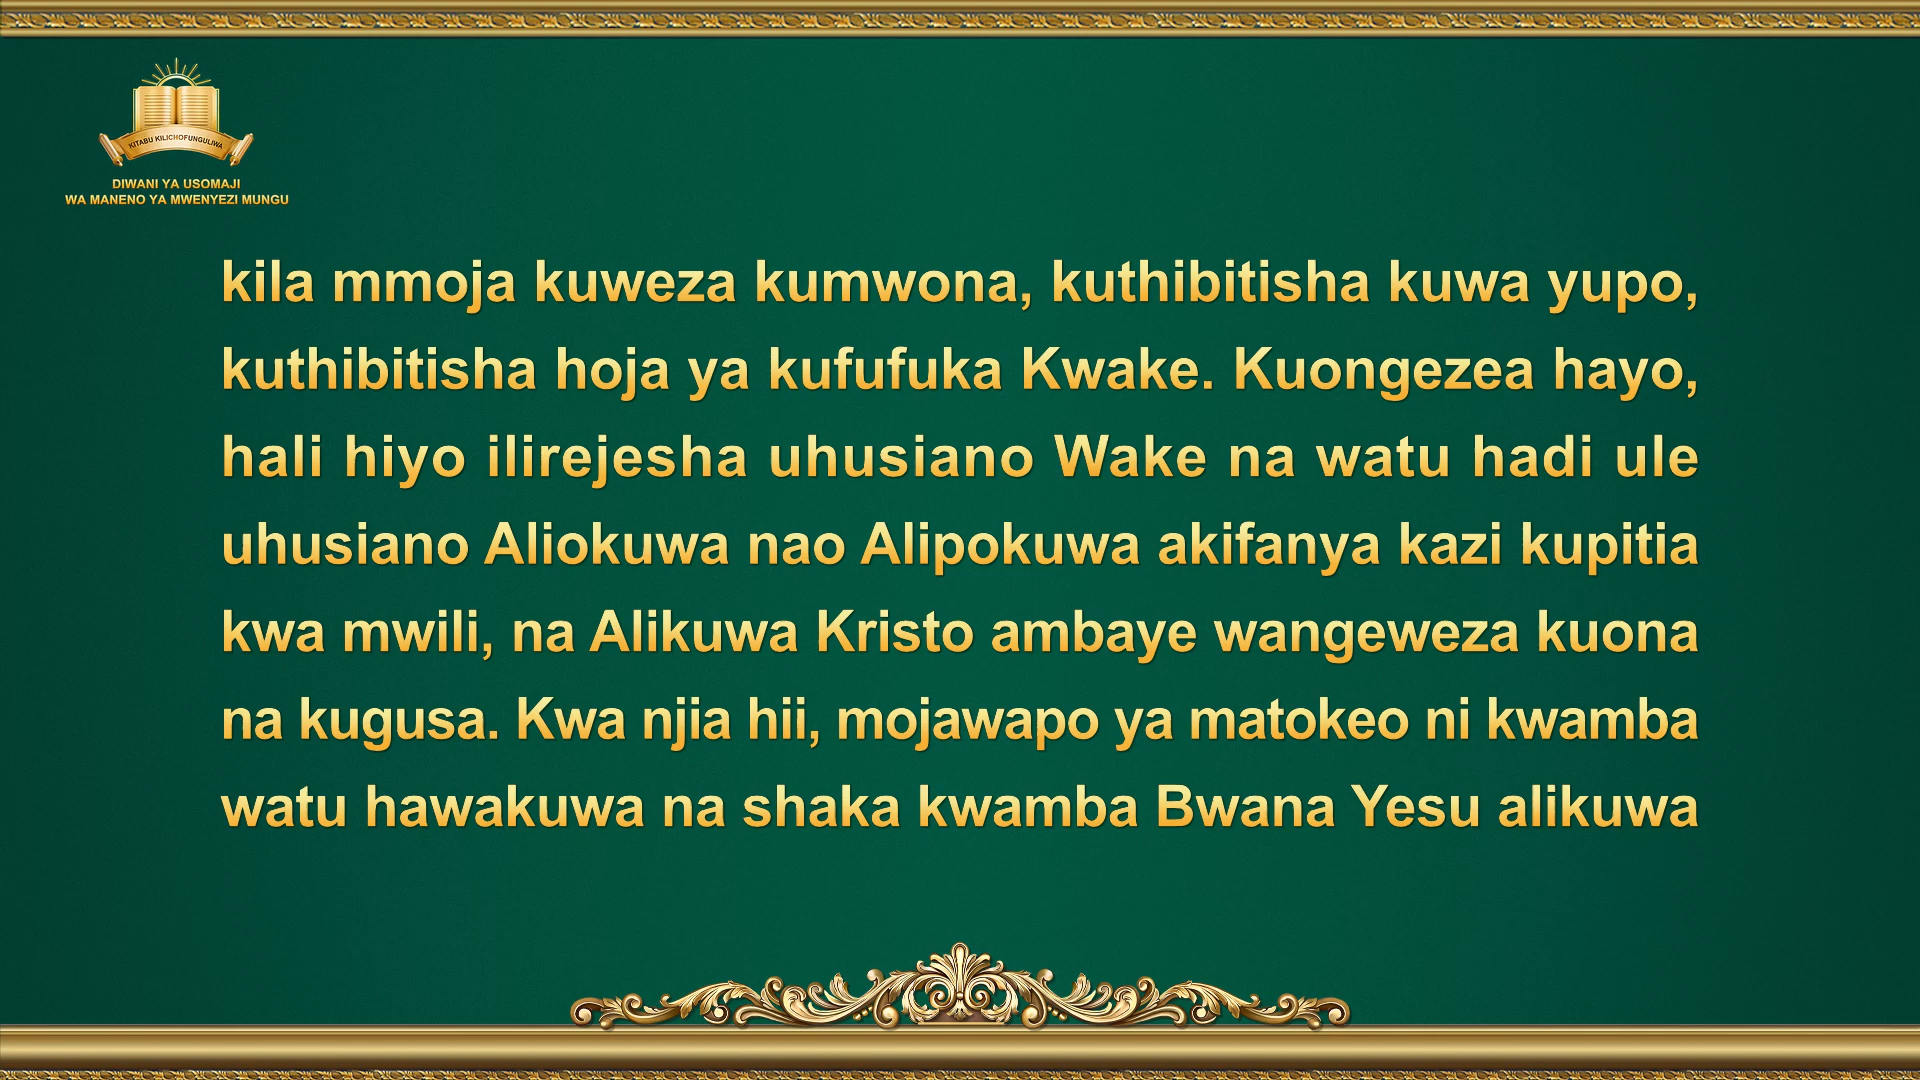 KITABU KILICHOFUNGULIWA
DIWANI YA USOMAJI
WA MANENO YA MWENYEZI MUNGU
kila mmoja kuweza kumwona, kuthibitisha kuwa yupo,
kuthibitisha hoja ya kufufuka Kwake. Kuongezea hayo,
hali hiyo ilirejesha uhusiano Wake na watu hadi ule
uhusiano Aliokuwa nao Alipokuwa akifanya kazi kupitia
kwa mwili, na Alikuwa Kristo ambaye wangeweza kuona
na kugusa. Kwa njia hii, mojawapo ya matokeo ni kwamba
watu hawakuwa na shaka kwamba Bwana Yesu alikuwa